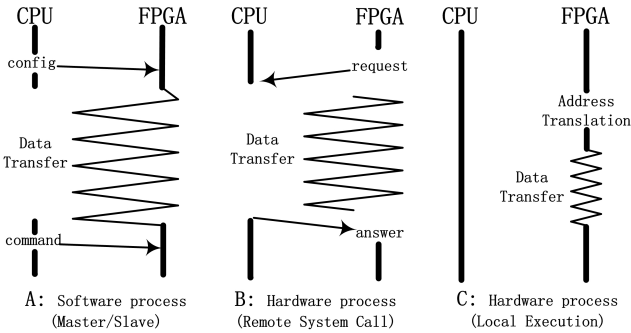 CPU FPGA CPU FPGA CPU FPGA
config
request
Address
Translation
Data
Transfer
Data
Transfer
Data
Transfer
command
answer
A: Software process
(Master/Slave)
B: Hardware process
(Remote System Call)
C: Hardware process
(Local Execution)